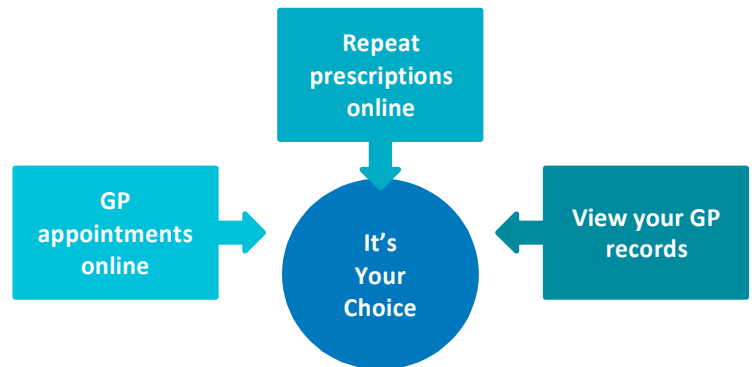 Repeat
prescriptions
online
GP
appointments
online
It's
Your
Choice
View your GP
records